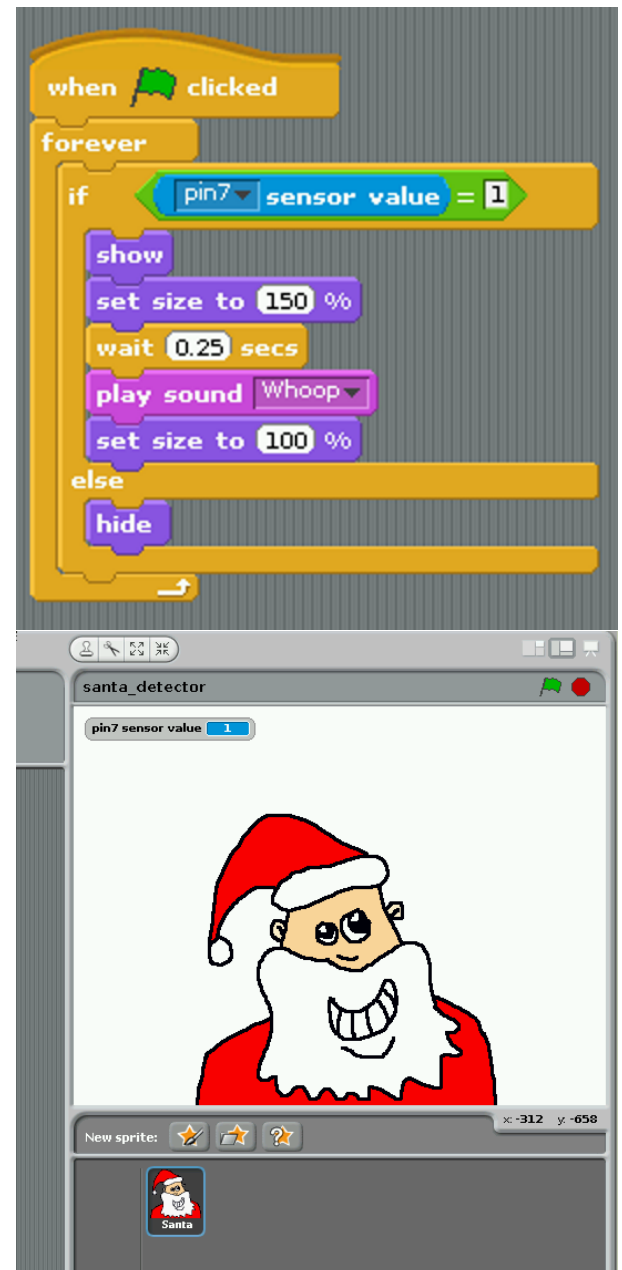 when clicked
forever
if pin7 sensor value = 1
show
set size to 150 %
wait 0.25 secs
play sound Whoop
set size to 100 %
else
hide
santa_detector
pin7 sensor value 1
x: -312 y: -658
New sprite:
Santa